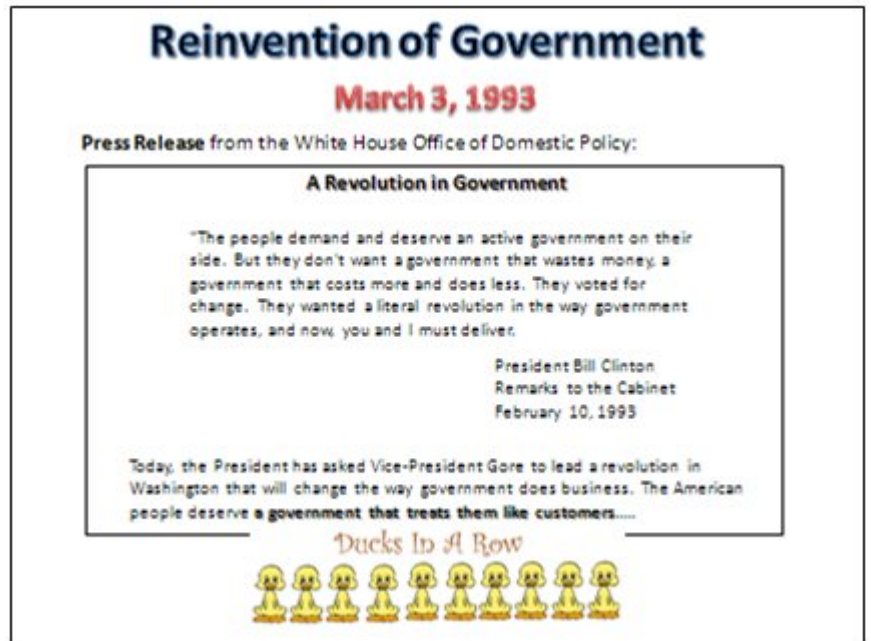 Reinvention of Government
March 3, 1993
Press Release from the White House Office of Domestic Policy:
A Revolution in Government
"The people demand and deserve an active government on their
side. But they don't want a government that wastes money, a
government that costs more and does less. They voted for
change. They wanted a literal revolution in the way government
operates, and now, you and I must deliver.
President Bill Clinton
Remarks to the Cabinet
February 10, 1993
Today, the President has asked Vice-President Gore to lead a revolution in
Washington that will change the way government does business. The American
people deserve a government that treats them like customers.....
Ducks In A Row